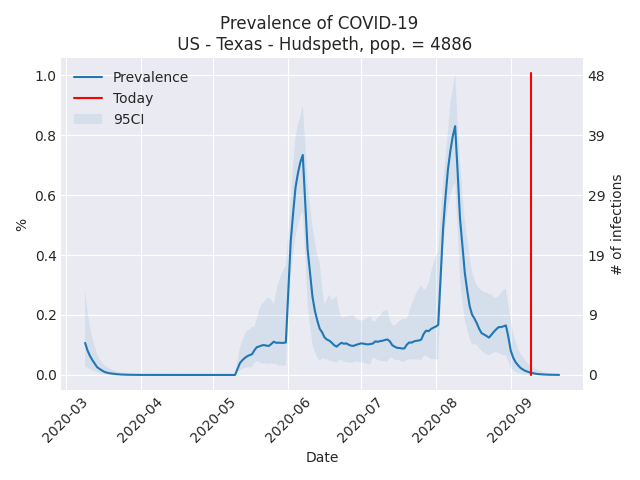 Prevalence of COVID-19
US - Texas - Hudspeth, pop. = 4886
Prevalence
Today
95CI
1.0
0.8
0.6
0.4
0.2
0.0
%
48
39
29
19
9
0
# of infections
2020-03
2020-04
2020-05
2020-06
2020-07
2020-08
2020-09
Date